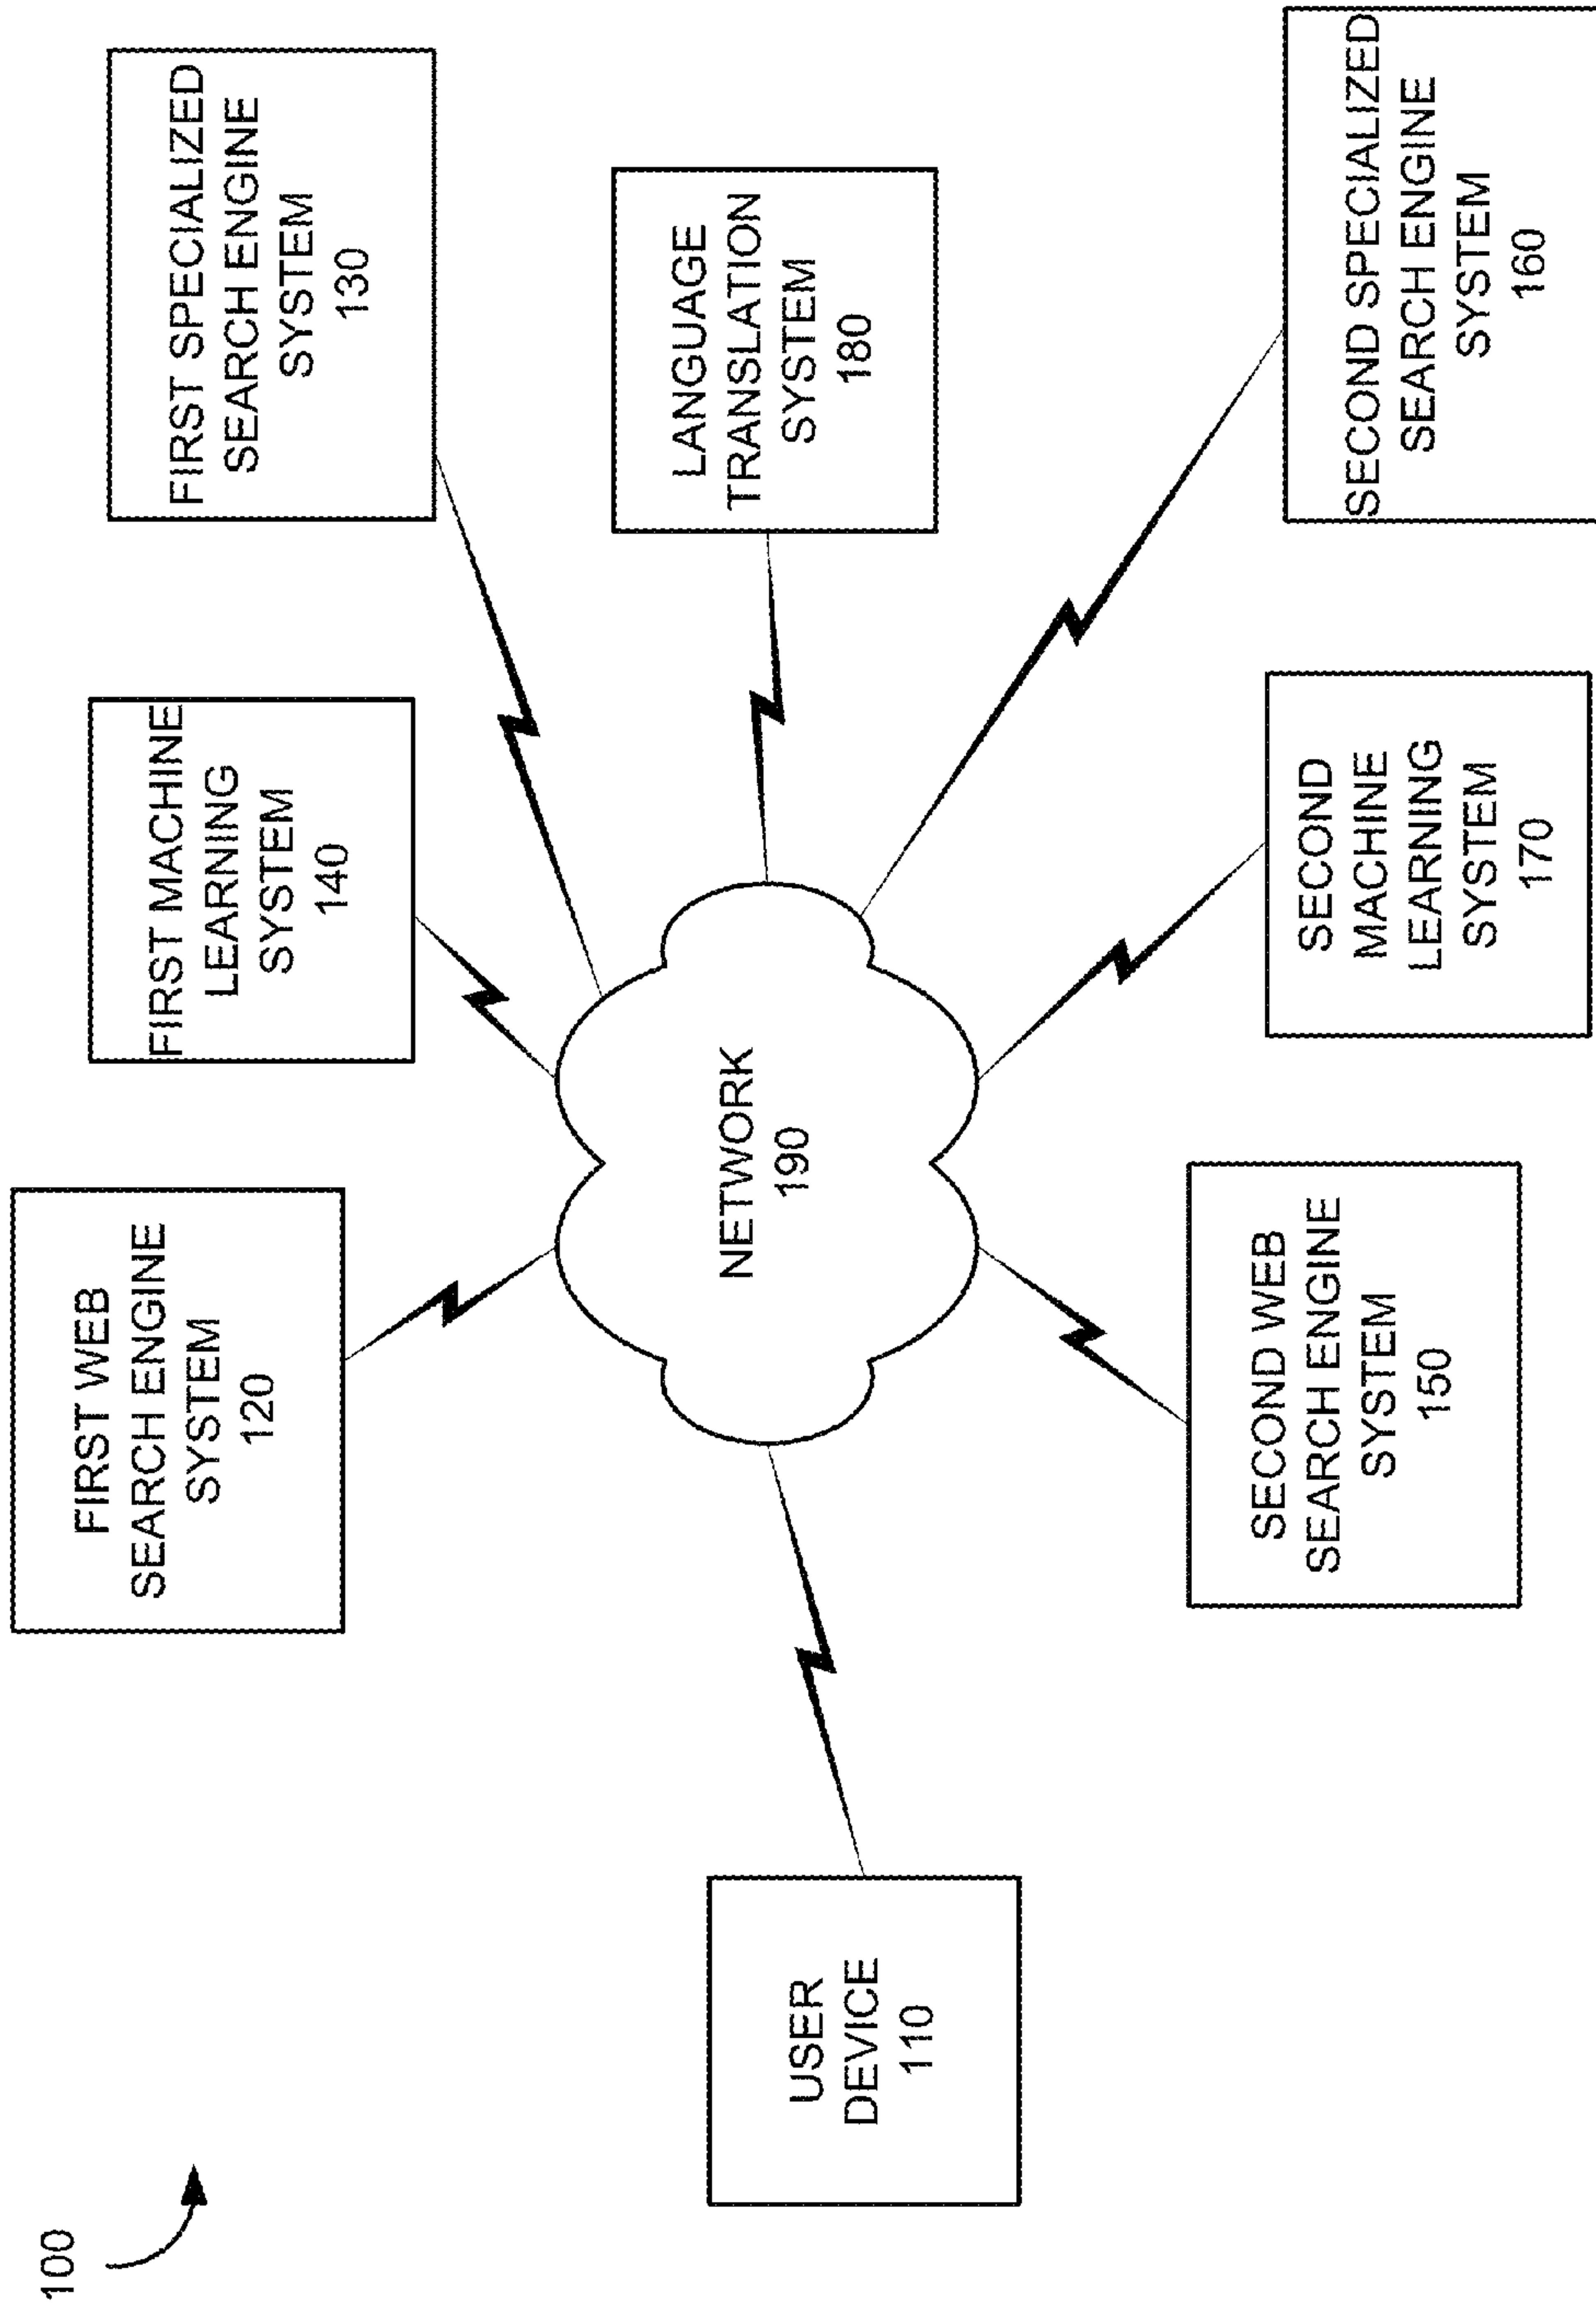 100
FIRST WEB
SEARCH ENGINE
SYSTEM
120
FIRST MACHINE
LEARNING
SYSTEM
140
FIRST SPECIALIZED
SEARCH ENGINE
SYSTEM
130
USER
DEVICE
110
NETWORK
190
LANGUAGE
TRANSLATION
SYSTEM
180
SECOND WEB
SEARCH ENGINE
SYSTEM
150
SECOND
MACHINE
LEARNING
SYSTEM
170
SECOND SPECIALIZED
SEARCH ENGINE
SYSTEM
160